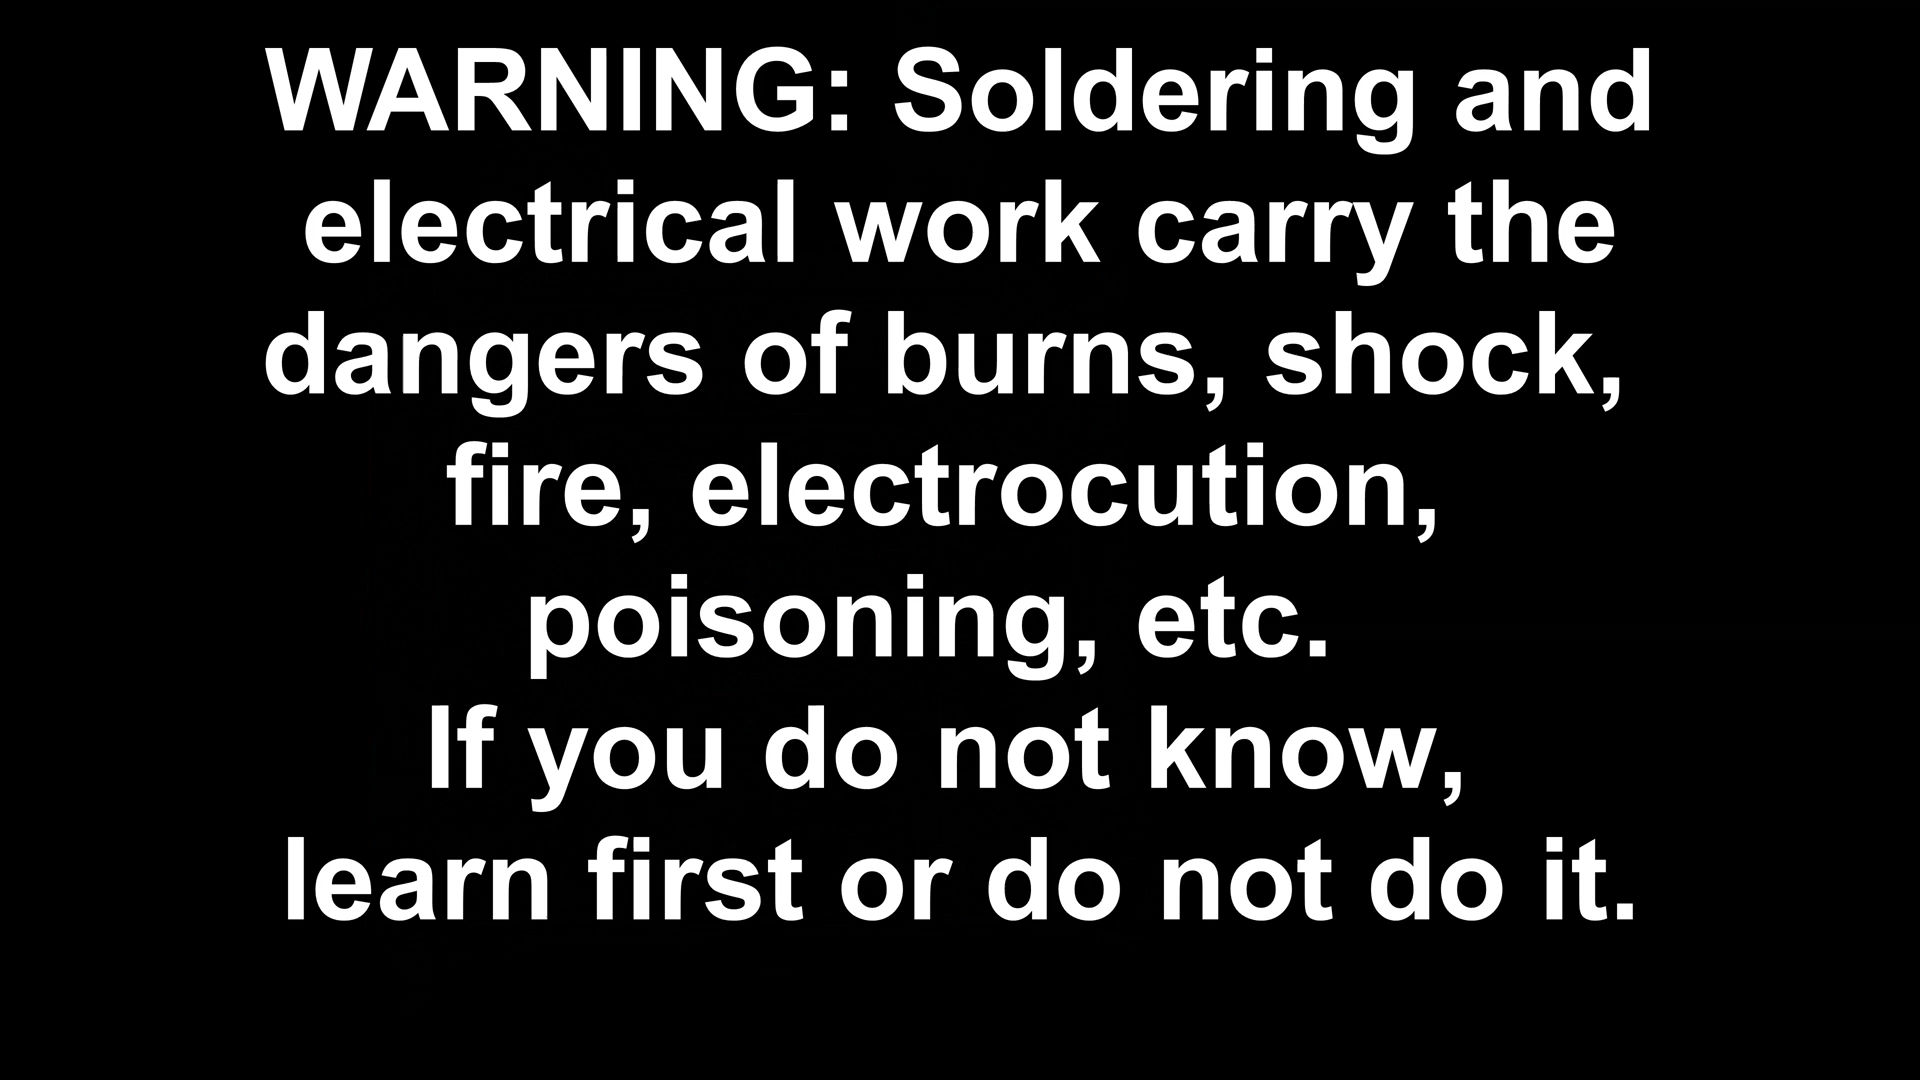 WARNING: Soldering and
electrical work carry the
dangers of burns, shock,
fire, electrocution,
poisoning, etc.
If you do not know,
learn first or do not do it.